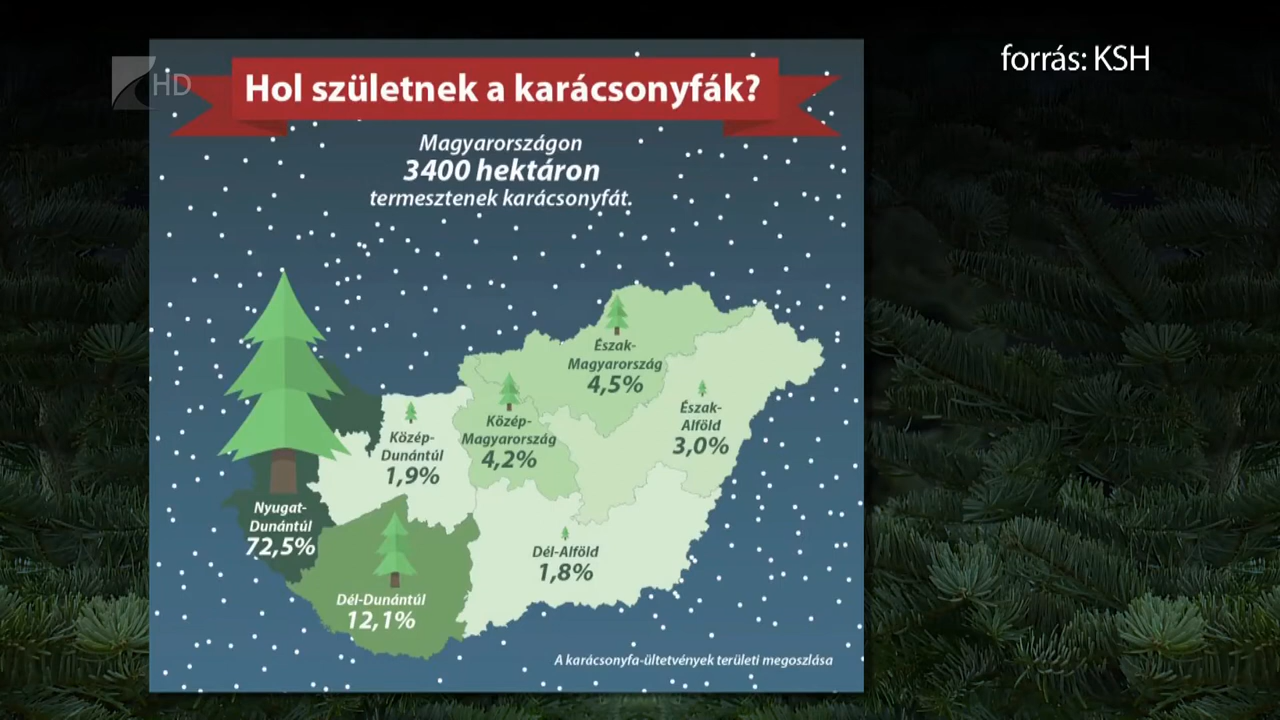 HD
forrás: KSH
Hol születnek a karácsonyfák?
Magyarországon
3400 hektáron
termesztenek karácsonyfát.
Észak-
Magyarország
4,5%
Észak-
Alföld
3,0%
Közép-
Magyarország
4,2%
Közép-
Dunántúl
1,9%
Nyugat-
Dunántúl
72,5%
Dél-Alföld
1,8%
Dél-Dunántúl
12,1%
A karácsonyfa-ültetvények területi megoszlása